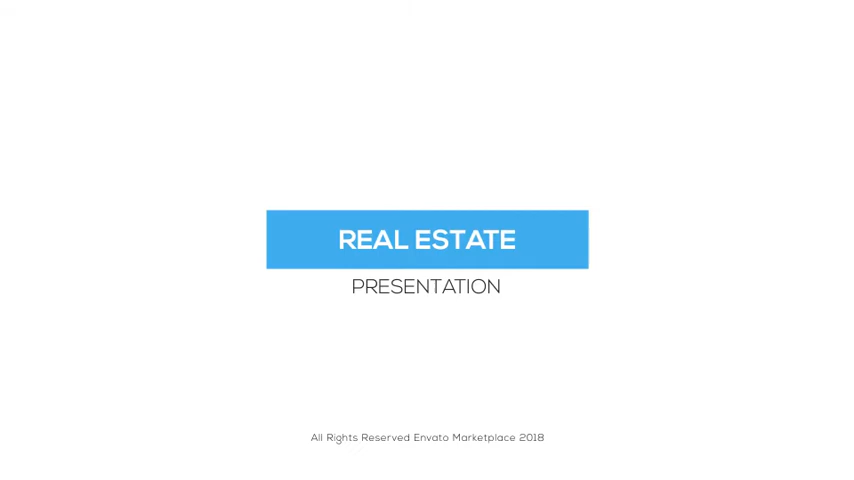 REAL ESTATE
PRESENTATION
All Rights Reserved Envato Marketplace 2018